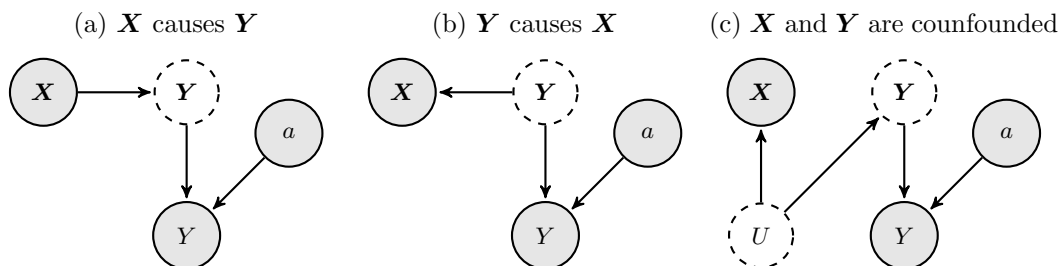 (a) X causes Y
(b) Y causes X
(c) X and Y are counfounded
X
Y
a
Y
X
Y
a
Y
X
Y
a
U
Y